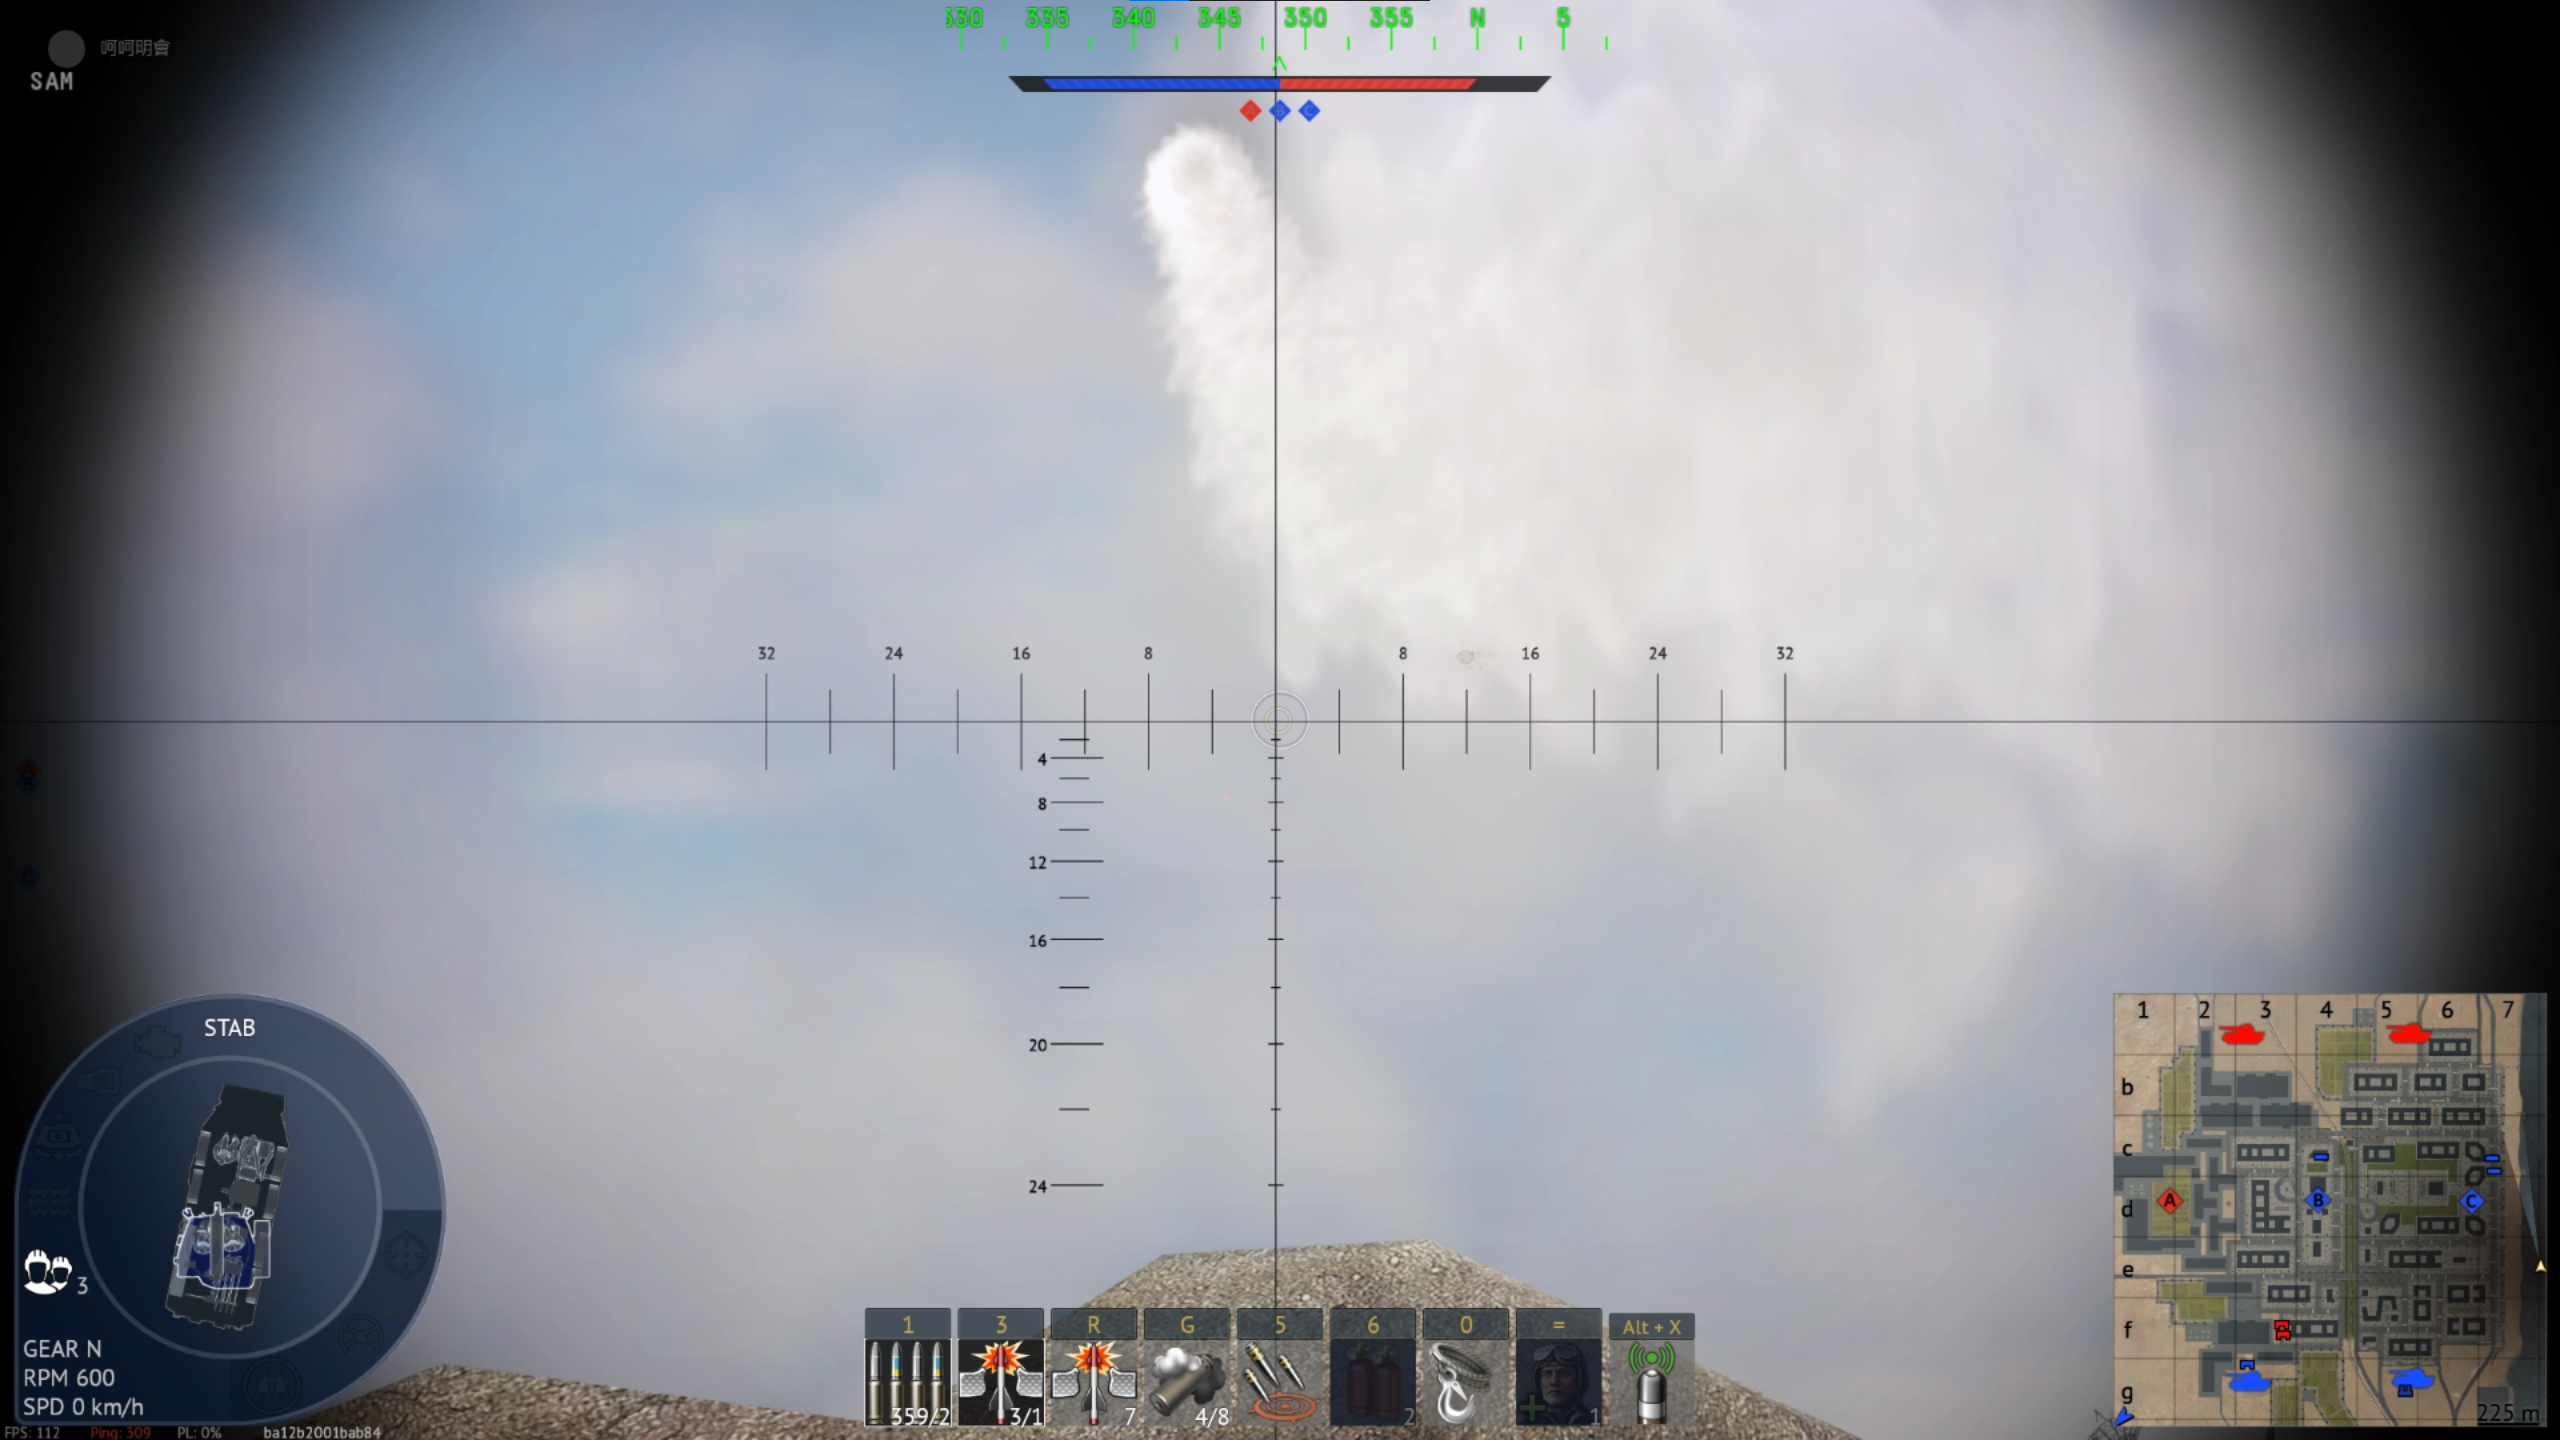 330 335 340 345 350 355 N 5
呵呵明會
SAM
A B C
32 24 16 8 8 16 24 32
4
8
12
16
20
24
A
C
STAB
3
GEAR N
RPM 600
SPD 0 km/h
FPS: 112 Ping: 309 PL: 0% ba12b2001bab84
1 3 R G 5 6 0 = Alt + X
359/2 3/1 7 4/8 2 1
1 2 3 4 5 6 7
b
c
d
e
f
g
A B C
225 m